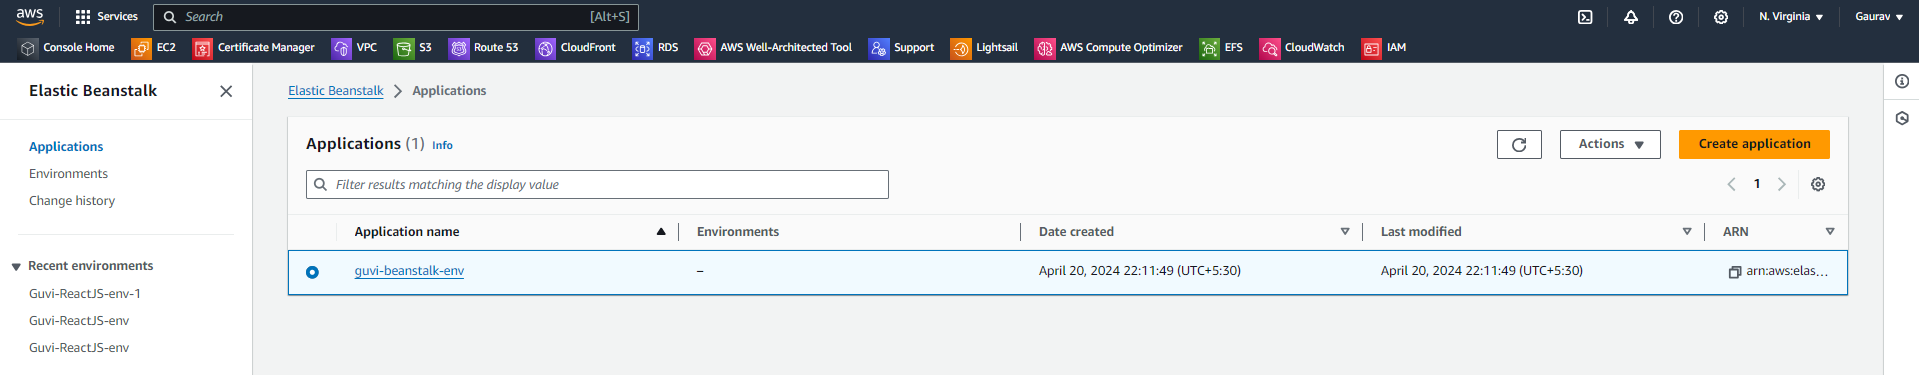 aws Services Search [Alt+S] N. Virginia Gaurav
Console Home EC2 Certificate Manager VPC S3 Route 53 CloudFront RDS AWS Well-Architected Tool Support Lightsail AWS Compute Optimizer EFS CloudWatch IAM
Elastic Beanstalk
Applications
Environments
Change history
Recent environments
Guvi-ReactJS-env-1
Guvi-ReactJS-env
Guvi-ReactJS-env
Elastic Beanstalk Applications
Applications (1) Info Actions Create application
Filter results matching the display value 1
Application name Environments Date created Last modified ARN
guvi-beanstalk-env – April 20, 2024 22:11:49 (UTC+5:30) April 20, 2024 22:11:49 (UTC+5:30) arn:aws:elas...